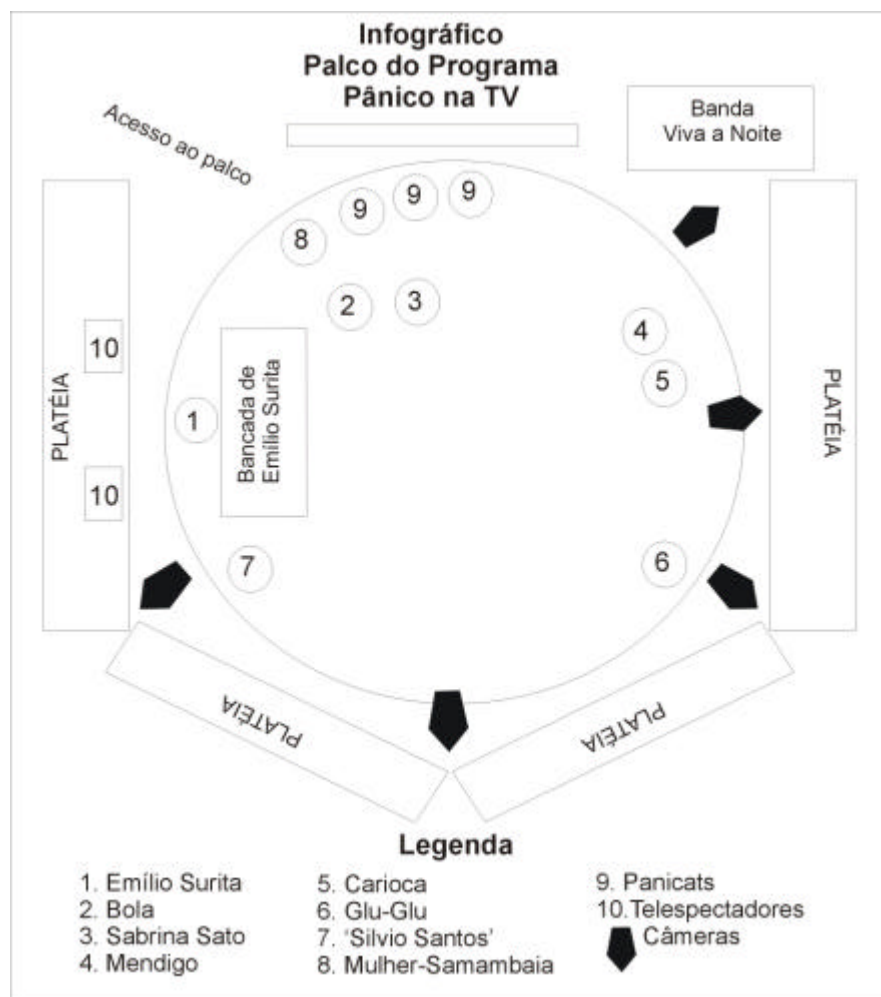 Infográfico
Palco do Programa
Pânico na TV
Banda
Viva a Noite
Acesso ao palco
9
9
9
8
2
3
4
5
10
PLATÉIA
1
Bancada de
Emílio Surita
PLATÉIA
10
7
6
PLATÉIA
PLATÉIA
Legenda
1. Emílio Surita
2. Bola
3. Sabrina Sato
4. Mendigo
5. Carioca
6. Glu-Glu
7. 'Silvio Santos'
8. Mulher-Samambaia
9. Panicats
10.Telespectadores
Câmeras